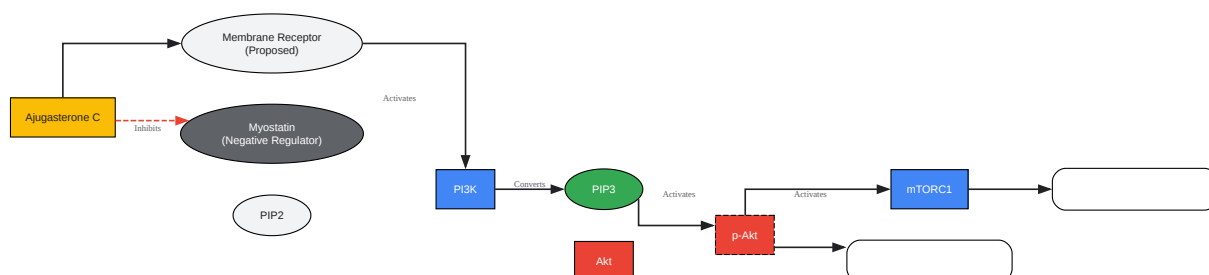 Membrane Receptor
(Proposed)
Activates
Ajugasterone C
Inhibits
Myostatin
(Negative Regulator)
PI3K
Converts
PIP3
Activates
Activates
mTORC1
PIP2
p-Akt
Akt